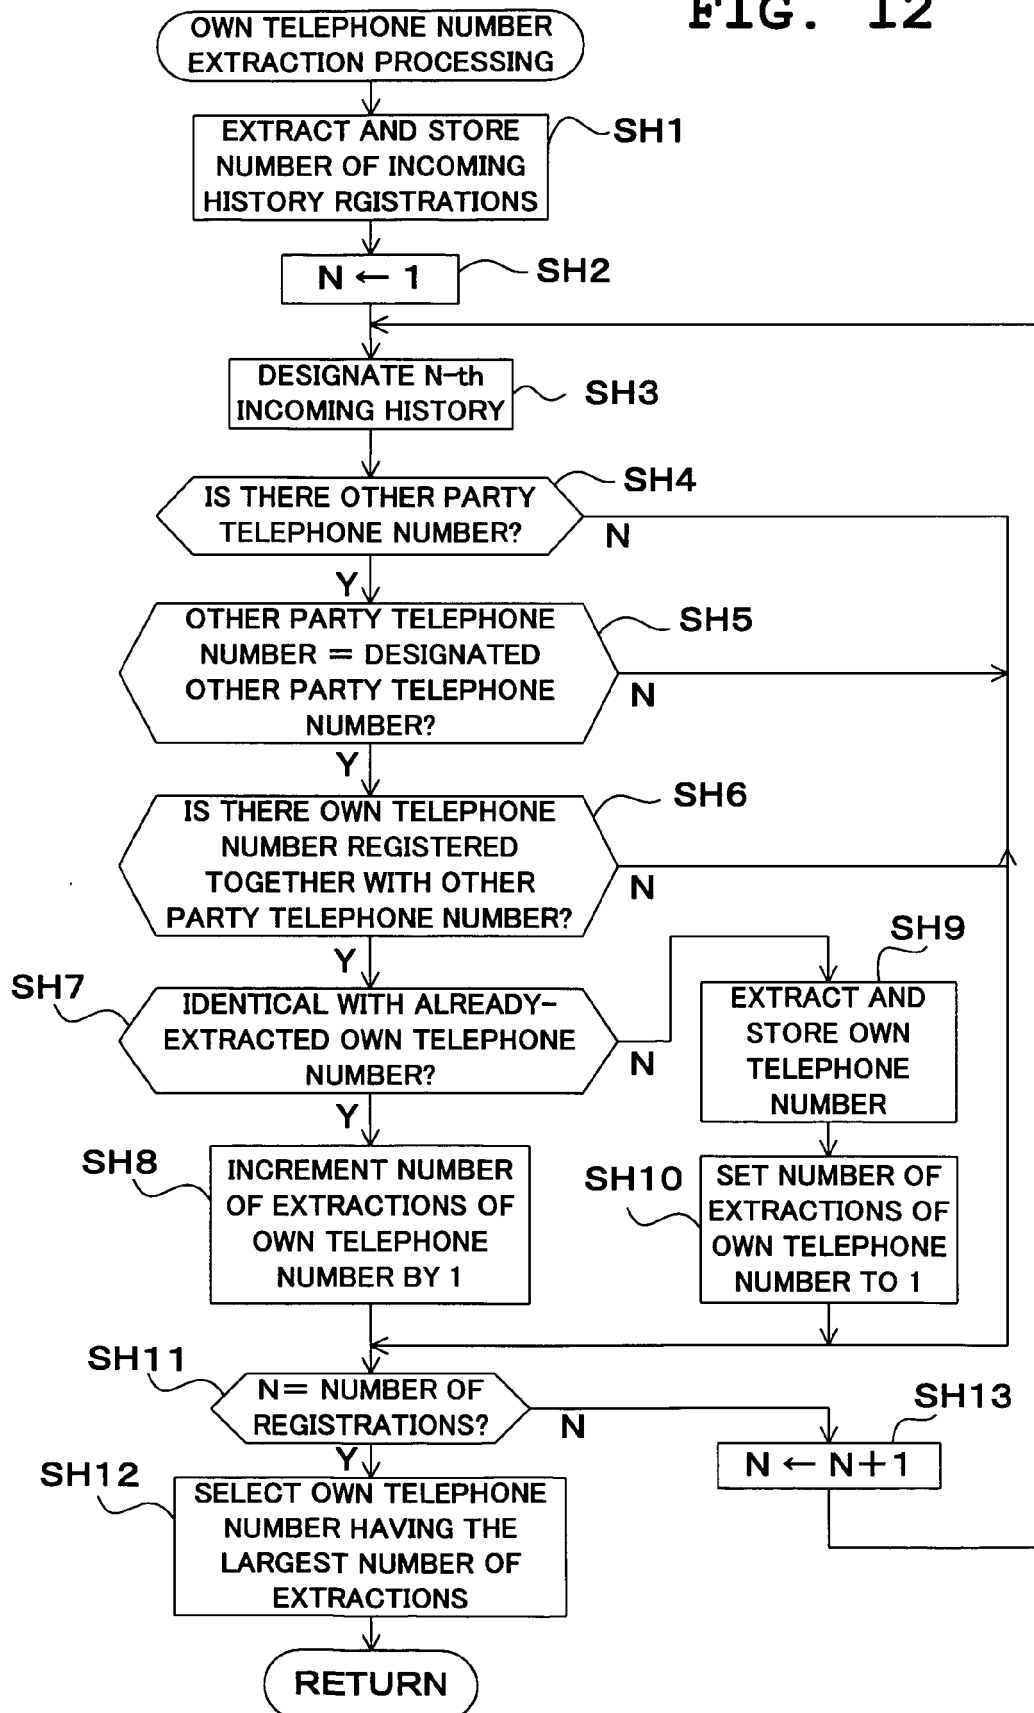 FIG. 12
OWN TELEPHONE NUMBER
EXTRACTION PROCESSING
EXTRACT AND STORE
NUMBER OF INCOMING
HISTORY RGISTRATIONS
SH1
N ← 1
SH2
DESIGNATE N-th
INCOMING HISTORY
SH3
IS THERE OTHER PARTY
TELEPHONE NUMBER?
SH4
N
Y
OTHER PARTY TELEPHONE
NUMBER = DESIGNATED
OTHER PARTY TELEPHONE
NUMBER?
SH5
N
Y
IS THERE OWN TELEPHONE
NUMBER REGISTERED
TOGETHER WITH OTHER
PARTY TELEPHONE NUMBER?
SH6
N
Y
SH7
IDENTICAL WITH ALREADY-
EXTRACTED OWN TELEPHONE
NUMBER?
N
Y
SH9
EXTRACT AND
STORE OWN
TELEPHONE
NUMBER
SH8
INCREMENT NUMBER
OF EXTRACTIONS OF
OWN TELEPHONE
NUMBER BY 1
SH10
SET NUMBER OF
EXTRACTIONS OF
OWN TELEPHONE
NUMBER TO 1
SH11
N= NUMBER OF
REGISTRATIONS?
N
Y
SH13
N ← N+1
SH12
SELECT OWN TELEPHONE
NUMBER HAVING THE
LARGEST NUMBER OF
EXTRACTIONS
RETURN